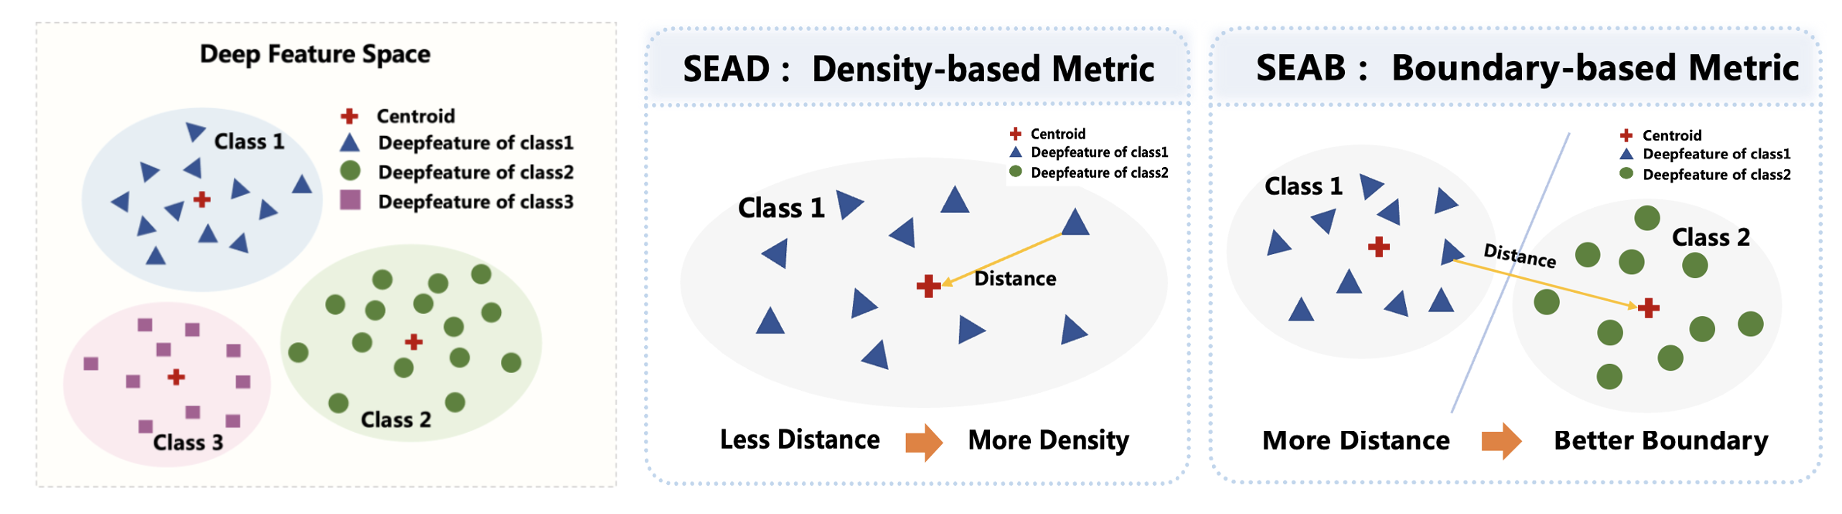 Deep Feature Space
Centroid
Deepfeature of class1
Deepfeature of class2
Deepfeature of class3
Class 1
Class 2
Class 3
SEAD : Density-based Metric
Centroid
Deepfeature of class1
Deepfeature of class2
Class 1
Distance
Less Distance
More Density
SEAB : Boundary-based Metric
Centroid
Deepfeature of class1
Deepfeature of class2
Class 1
Class 2
Distance
More Distance
Better Boundary